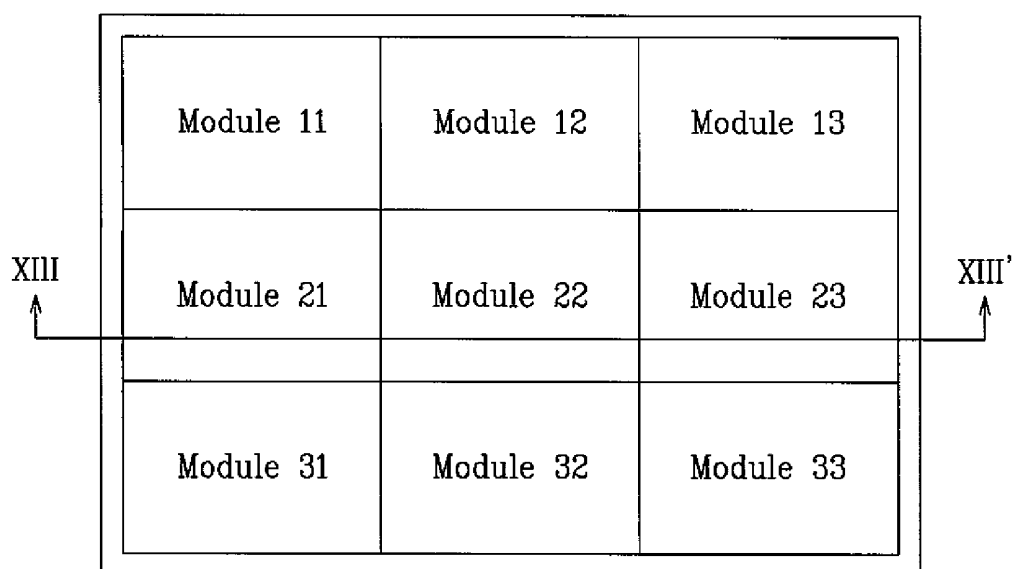 Module 11 Module 12 Module 13
XIII XIII'
Module 21 Module 22 Module 23
Module 31 Module 32 Module 33